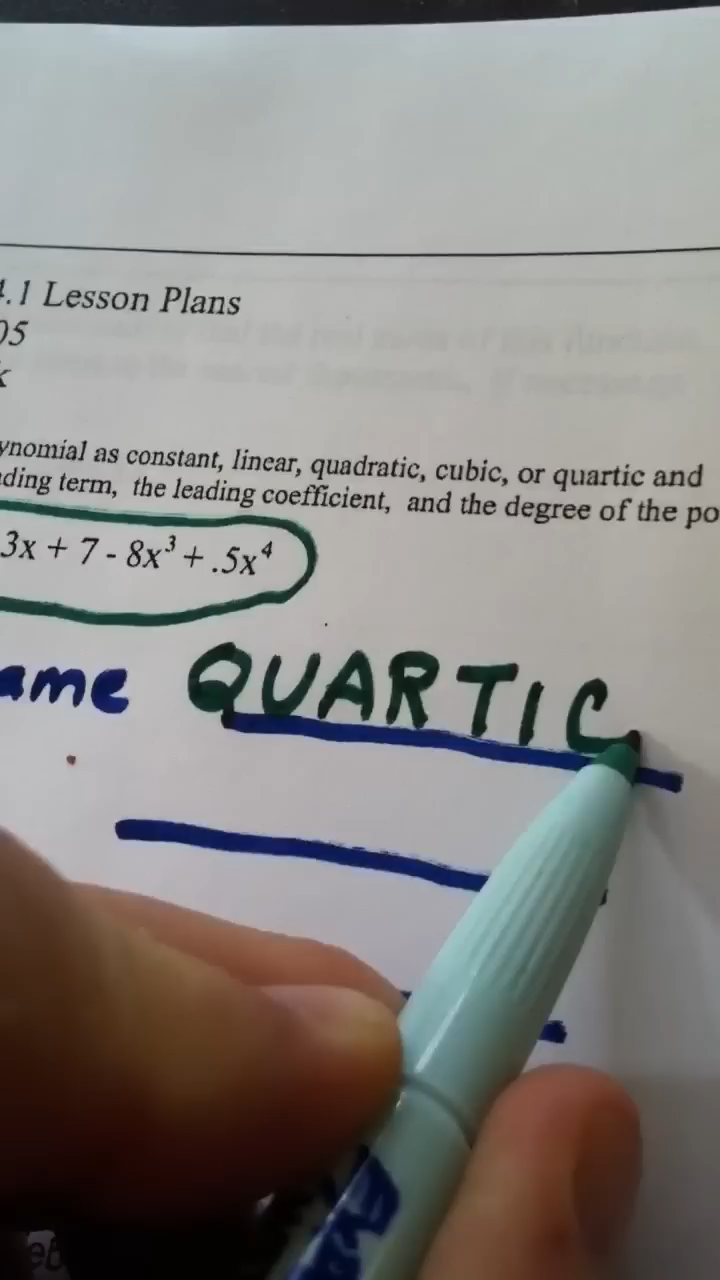 4.1 Lesson Plans
05
k
ynomial as constant, linear, quadratic, cubic, or quartic and
ding term, the leading coefficient, and the degree of the po
3x + 7 - 8x³ + .5x⁴
ame QUARTIC